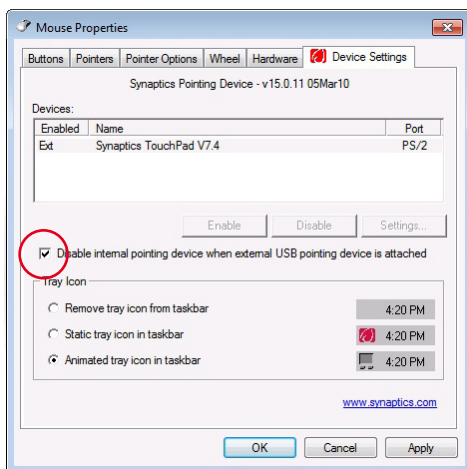 Mouse Properties
Buttons Pointers Pointer Options Wheel Hardware Device Settings
Synaptics Pointing Device - v15.0.11 05Mar10
Devices:
Enabled Name Port
Ext Synaptics TouchPad V7.4 PS/2
Enable Disable Settings...
Disable internal pointing device when external USB pointing device is attached
Tray Icon
Remove tray icon from taskbar 4:20 PM
Static tray icon in taskbar 4:20 PM
Animated tray icon in taskbar 4:20 PM
www.synaptics.com
OK Cancel Apply